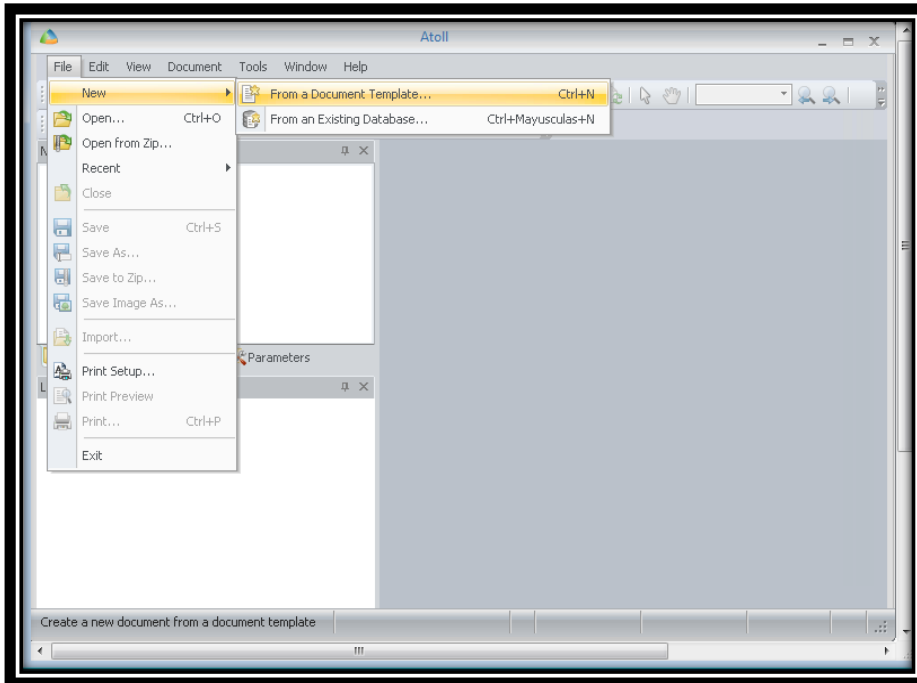 Atoll
File Edit View Document Tools Window Help
New
From a Document Template... Ctrl+N
From an Existing Database... Ctrl+Mayusculas+N
Open... Ctrl+O
Open from Zip...
Recent
Close
Save Ctrl+S
Save As...
Save to Zip...
Save Image As...
Import...
Parameters
Print Setup...
Print Preview
Print... Ctrl+P
Exit
Create a new document from a document template